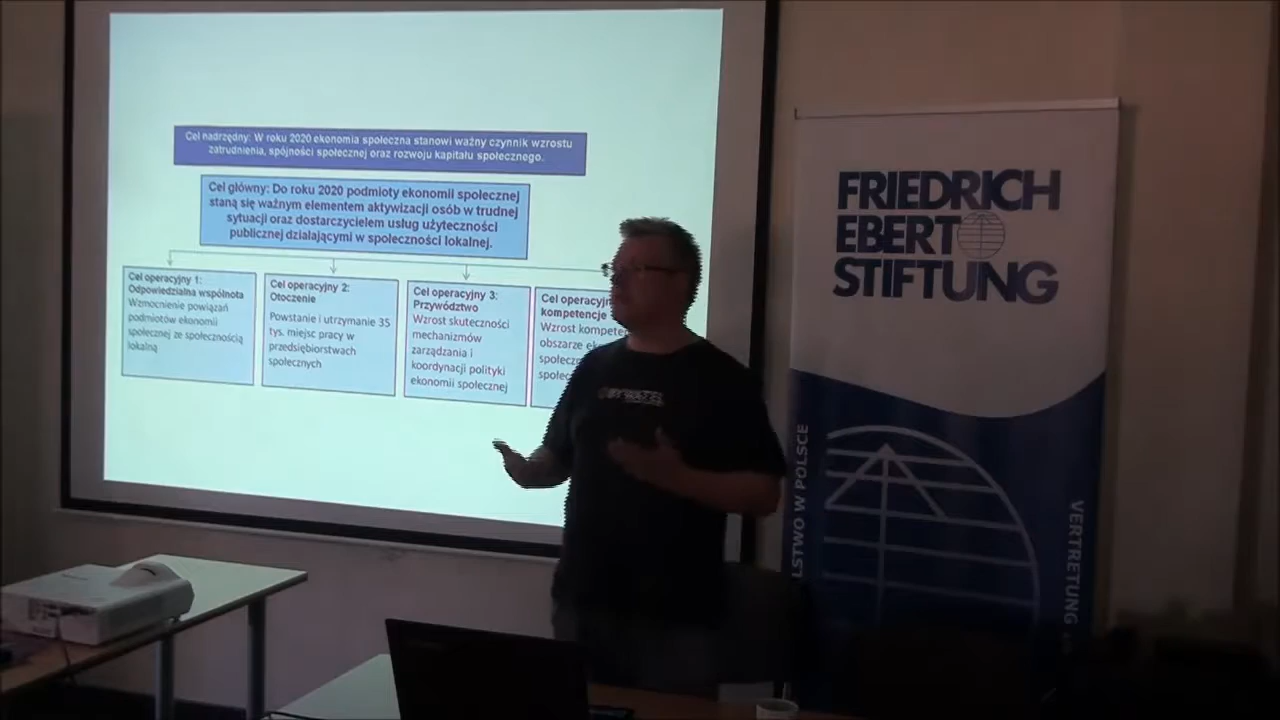 Cel nadrzędny: W roku 2020 ekonomia społeczna stanowi ważny czynnik wzrostu
zatrudnienia, spójności społecznej oraz rozwoju kapitału społecznego.
Cel główny: Do roku 2020 podmioty ekonomii społecznej
staną się ważnym elementem aktywizacji osób w trudnej
sytuacji oraz dostarczycielem usług użyteczności
publicznej działającymi w społeczności lokalnej.
Cel operacyjny 1:
Odpowiedzialna wspólnota
Wzmocnienie powiązań
podmiotów ekonomii
społecznej ze społecznością
lokalną
Cel operacyjny 2:
Otoczenie
Powstanie i utrzymanie 35
tys. miejsc pracy w
przedsiębiorstwach
społecznych
Cel operacyjny 3:
Przywództwo
Wzrost skuteczności
mechanizmów
zarządzania i
koordynacji polityki
ekonomii społecznej
Cel operacyjn
kompetencje
Wzrost kompete
obszarze ek
społecz
społe
FRIEDRICH
EBERT
STIFTUNG
LSTWO W POLSCE
VERTRETUNG